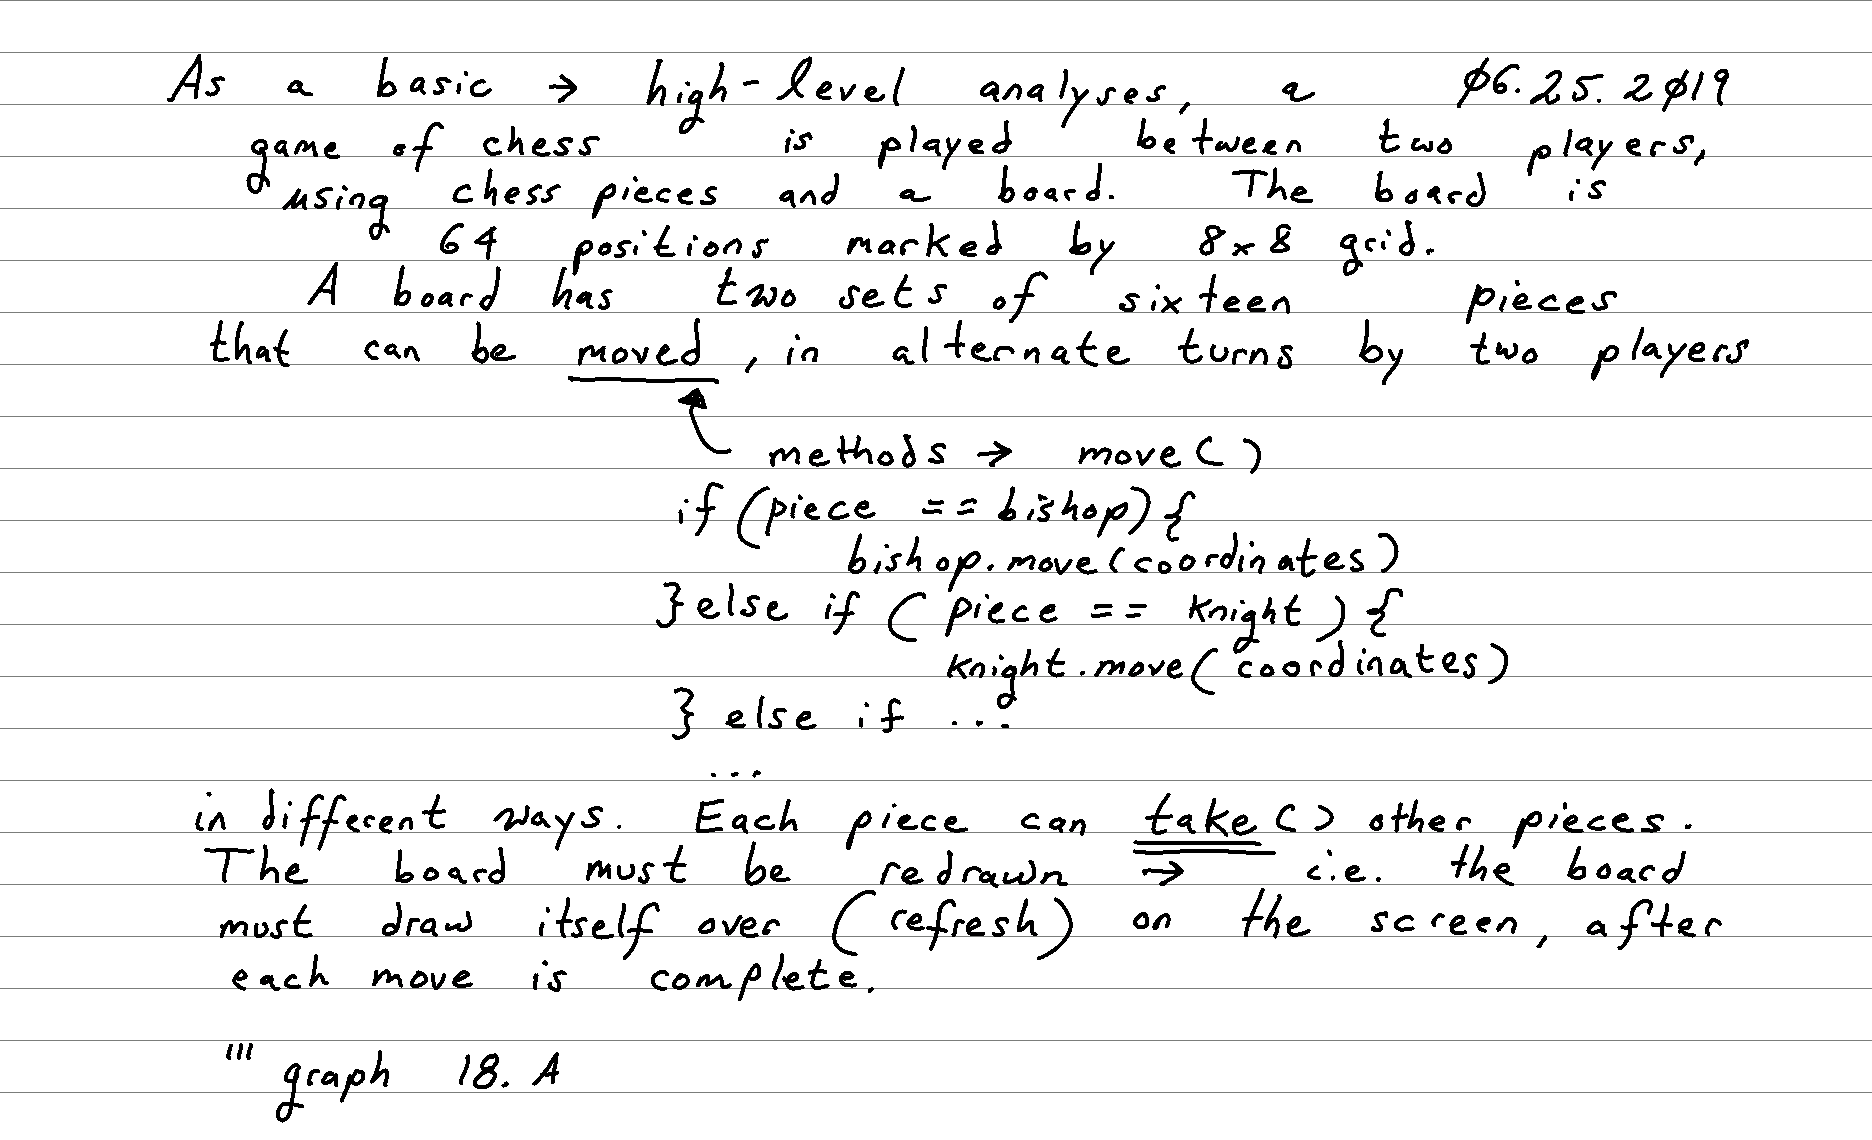 As a basic → high-level analyses, a Ø6.25.2Ø19
game of chess is played between two players,
using chess pieces and a board. The board is
64 positions marked by 8x8 grid.
A board has two sets of sixteen pieces
that can be moved, in alternate turns by two players
methods → move()
if (piece == bishop) {
bishop.move(coordinates)
} else if (piece == knight) {
knight.move(coordinates)
} else if ...
...
in different ways. Each piece can take() other pieces.
The board must be redrawn → i.e. the board
must draw itself over (refresh) on the screen, after
each move is complete.
''' graph 18. A